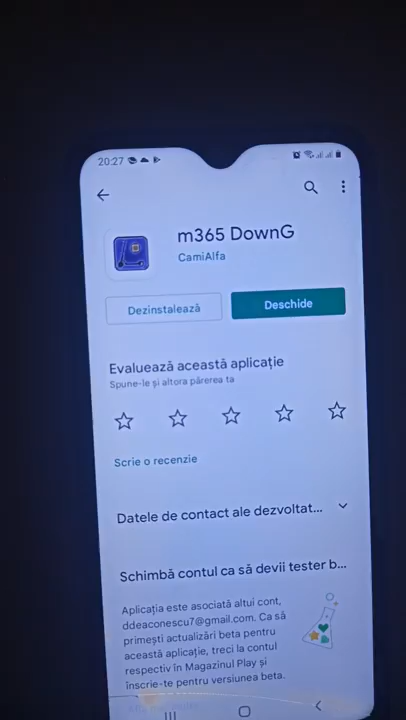 20:27
m365 DownG
CamiAlfa
Dezinstalează
Deschide
Evaluează această aplicație
Spune-le și altora părerea ta
Scrie o recenzie
Datele de contact ale dezvoltat...
Schimbă contul ca să devii tester b...
Aplicația este asociată altui cont,
ddeaconescu7@gmail.com. Ca să
primești actualizări beta pentru
această aplicație, treci la contul
respectiv în Magazinul Play și
înscrie-te pentru versiunea beta.